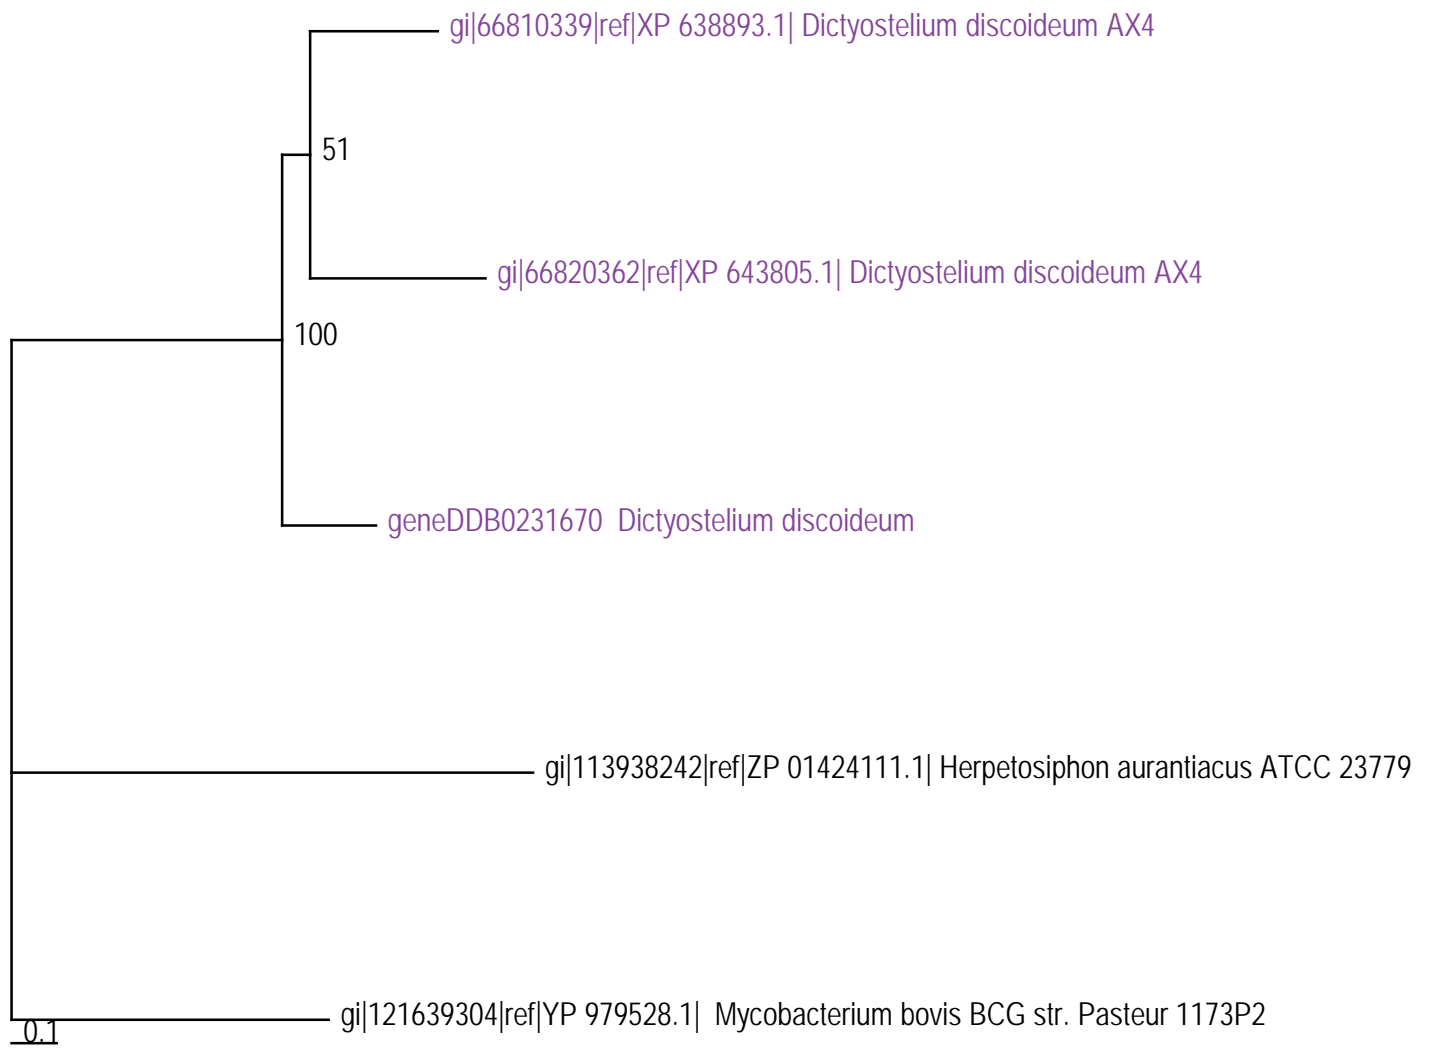 gi|66810339|ref|XP 638893.1| Dictyostelium discoideum AX4
51
gi|66820362|ref|XP 643805.1| Dictyostelium discoideum AX4
100
geneDDB0231670  Dictyostelium discoideum
gi|113938242|ref|ZP 01424111.1| Herpetosiphon aurantiacus ATCC 23779
gi|121639304|ref|YP 979528.1|  Mycobacterium bovis BCG str. Pasteur 1173P2
0.1